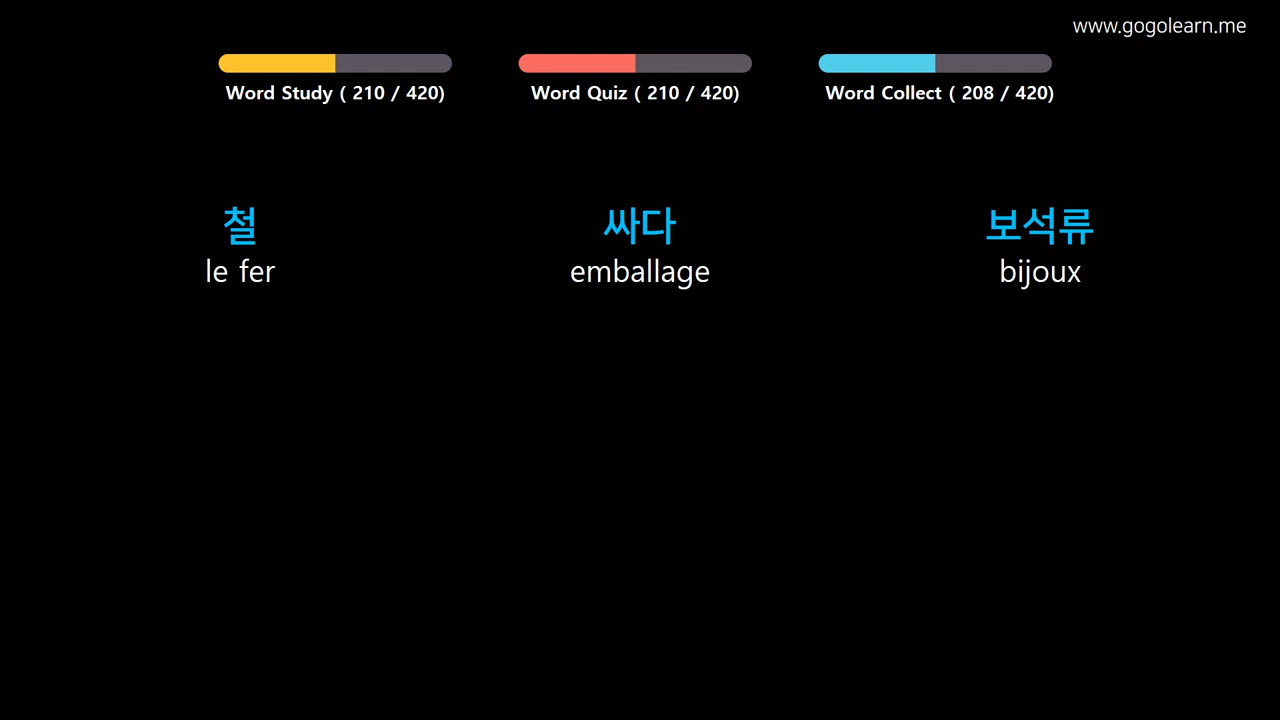 www.gogolearn.me
Word Study ( 210 / 420)
Word Quiz ( 210 / 420)
Word Collect ( 208 / 420)
철
le fer
싸다
emballage
보석류
bijoux